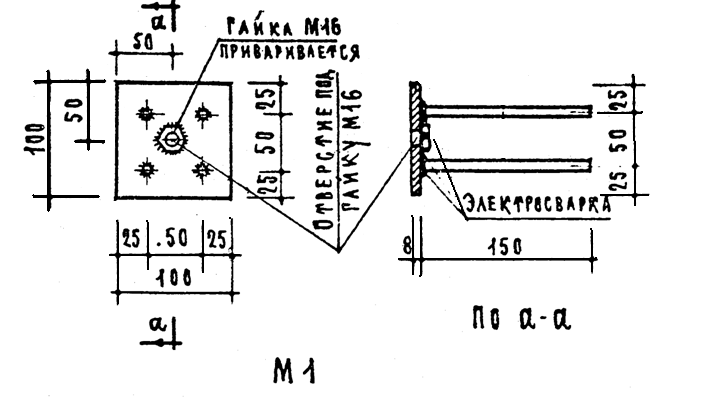 а
ГАЙКА М16
ПРИВАРИВАЕТСЯ
50
100
50
25
50
25
ОТВЕРСТИЕ ПОД
ГАЙКУ М16
25 50 25
100
а
М1
25
50
25
ЭЛЕКТРОСВАРКА
8 150
ПО а-а